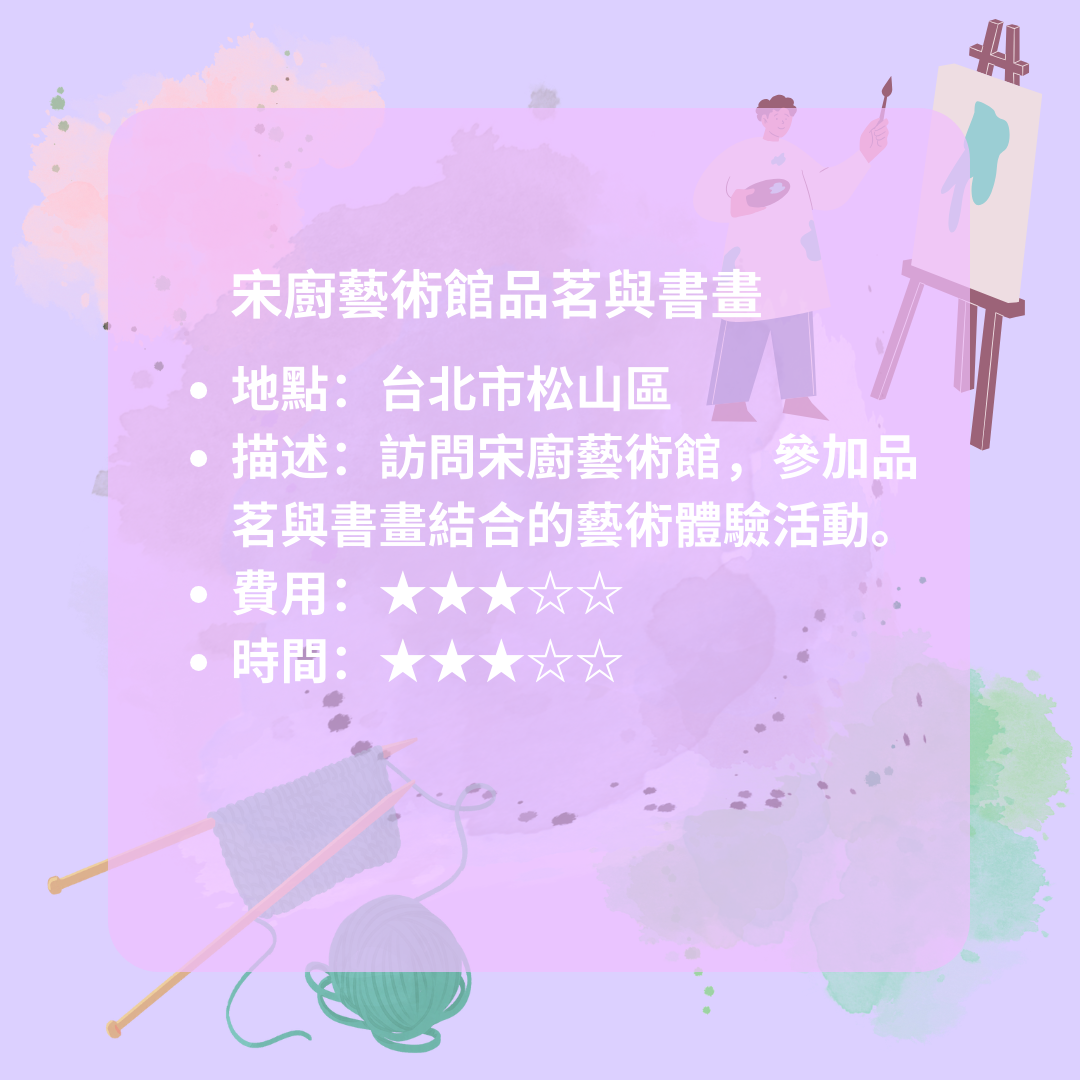 宋廚藝術館品茗與書畫
• 地點：台北市松山區
• 描述：訪問宋廚藝術館，參加品
茗與書畫結合的藝術體驗活動。
• 費用：★★★☆☆
• 時間：★★★☆☆